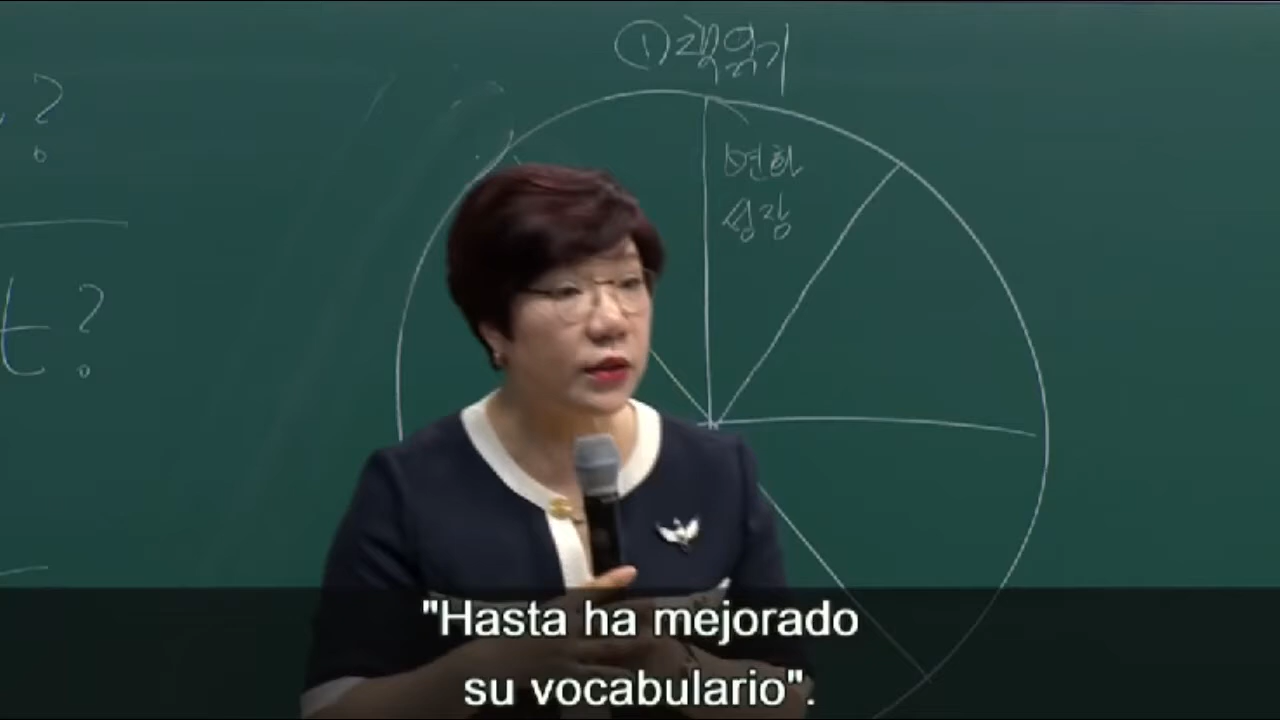 ? 
t?
① 책읽기
변화
성장
"Hasta ha mejorado
su vocabulario".